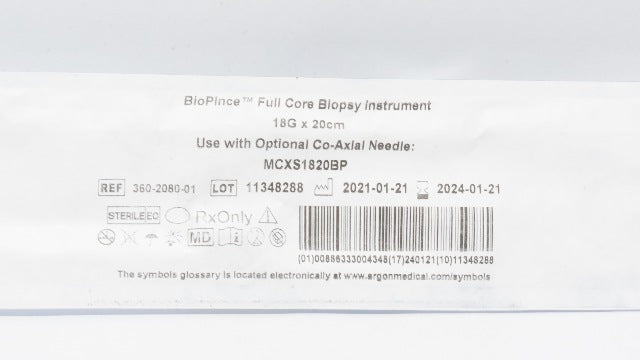 BioPince™ Full Core Biopsy Instrument
18G x 20cm
Use with Optional Co-Axial Needle:
MCXS1820BP
REF 360-2080-01 LOT 11348288 2021-01-21 2024-01-21
STERILE EO RxOnly
MD
(01)00886333004348(17)240121(10)11348288
The symbols glossary is located electronically at www.argonmedical.com/symbols